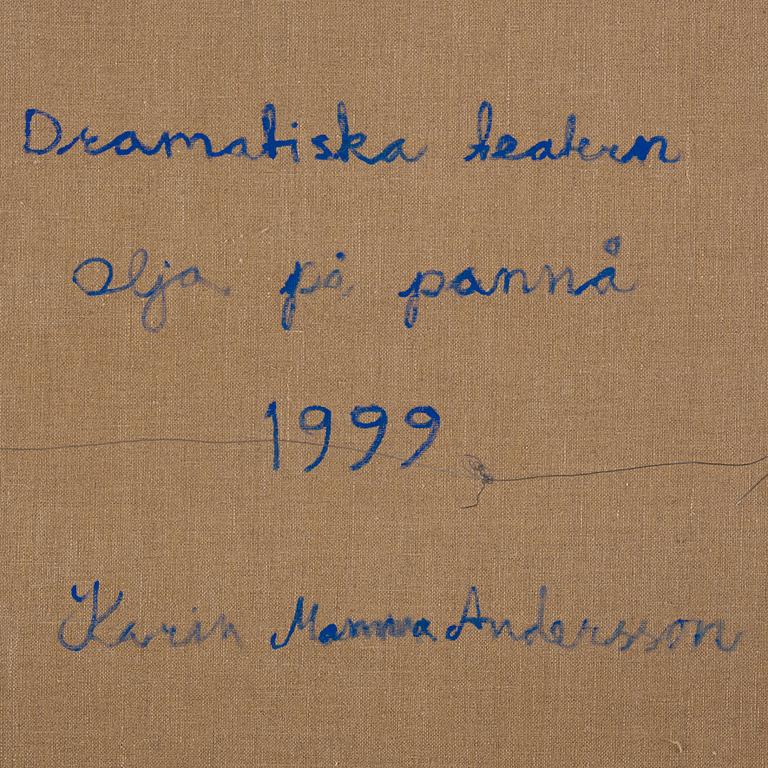 Dramatiska teatern
olja på pannå
1999
Karin Mamma Andersson